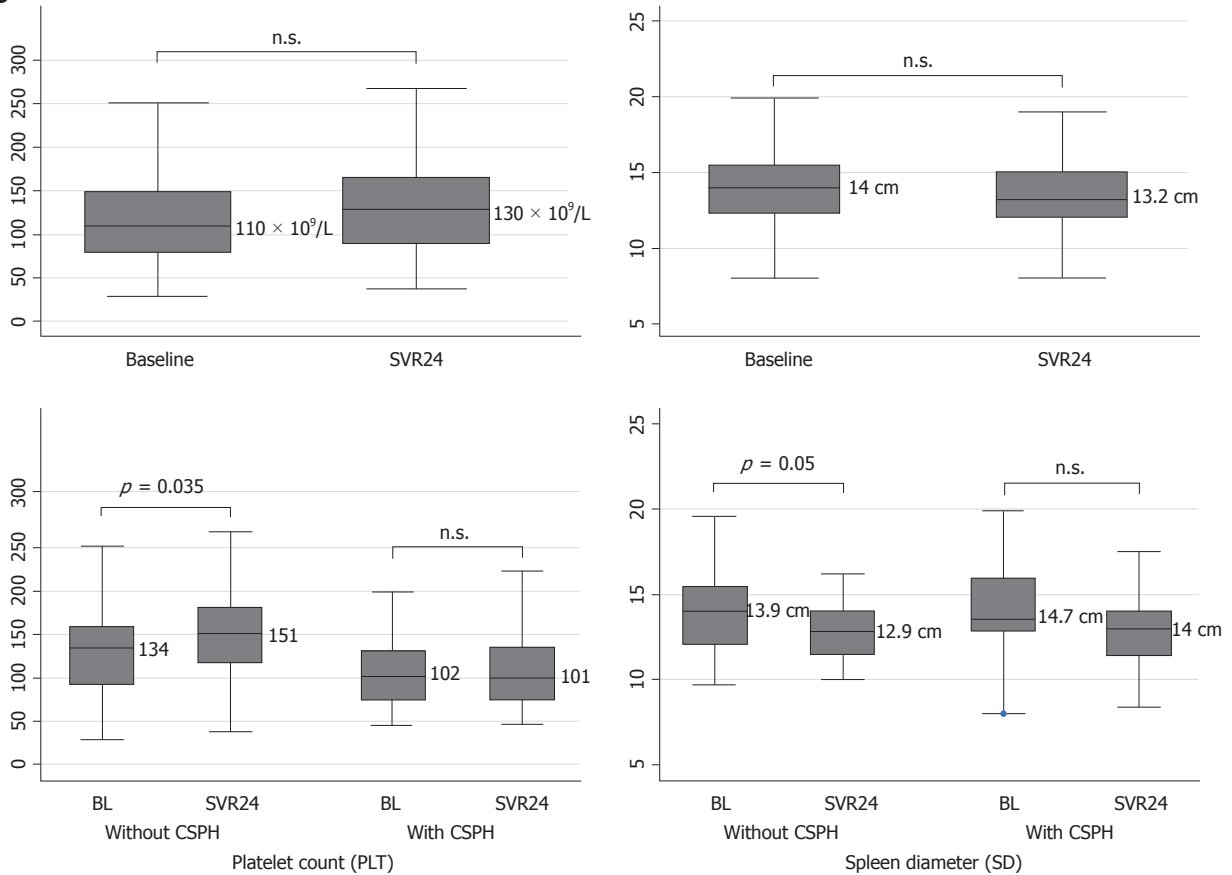 n.s.
300
250
200
150
100
50
0
110 × 10⁹/L
130 × 10⁹/L
Baseline
SVR24
n.s.
25
20
15
10
5
14 cm
13.2 cm
Baseline
SVR24
p = 0.035
n.s.
300
250
200
150
100
50
0
134
151
102
101
BL
SVR24
BL
SVR24
Without CSPH
With CSPH
Platelet count (PLT)
p = 0.05
n.s.
25
20
15
10
5
13.9 cm
12.9 cm
14.7 cm
14 cm
BL
SVR24
BL
SVR24
Without CSPH
With CSPH
Spleen diameter (SD)